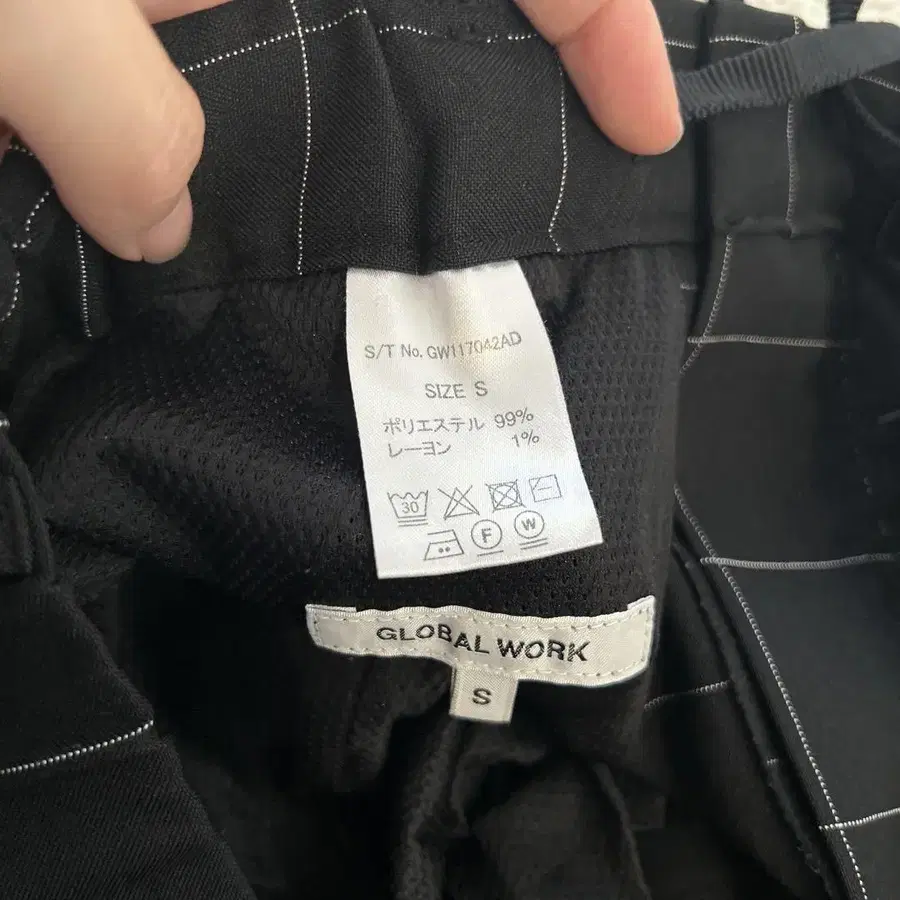 S/T No. GW117042AD
SIZE S
ポリエステル 99%
レーヨン 1%
30
F W
GLOBAL WORK
S